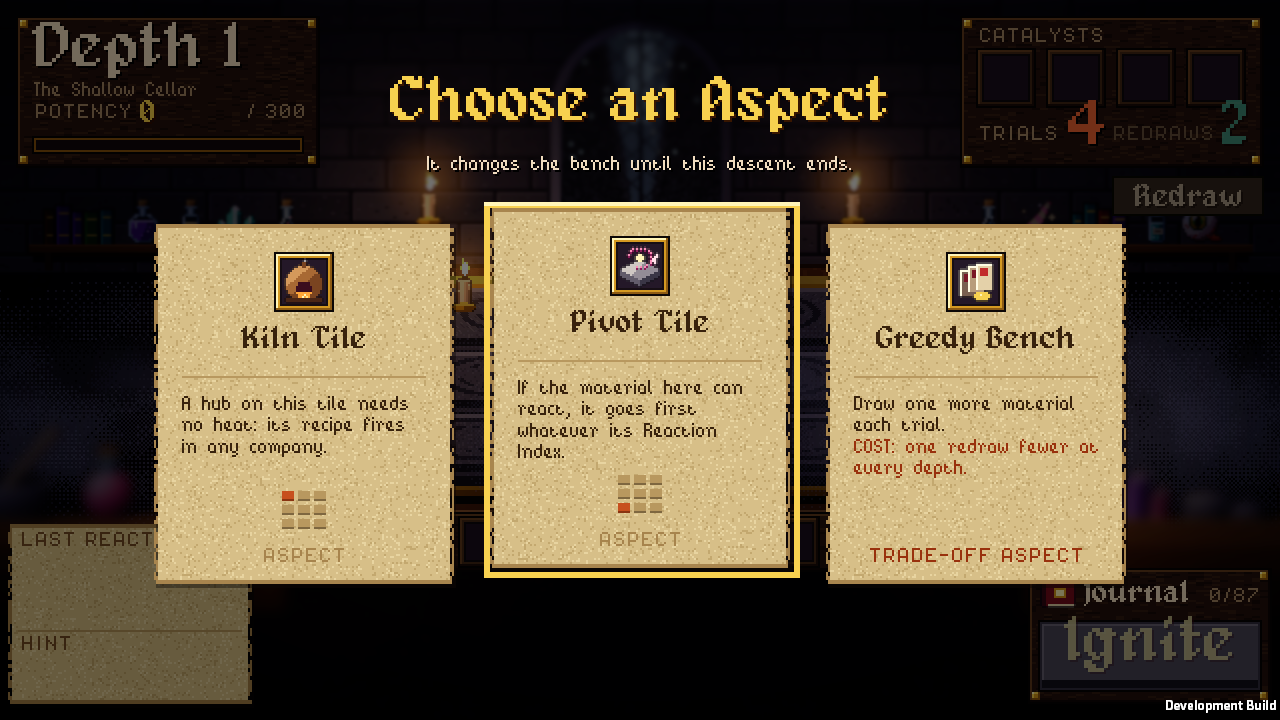 Depth 1
The Shallow Cellar
POTENCY 0 / 300
CATALYSTS
TRIALS 4 REDRAWS 2
Redraw
Choose an Aspect
It changes the bench until this descent ends.
Kiln Tile
A hub on this tile needs
no heat: its recipe fires
in any company.
ASPECT
Pivot Tile
If the material here can
react, it goes first
whatever its Reaction
Index.
ASPECT
Greedy Bench
Draw one more material
each trial.
COST: one redraw fewer at
every depth.
TRADE-OFF ASPECT
LAST REACT
HINT
Journal 0/87
Ignite
Development Build